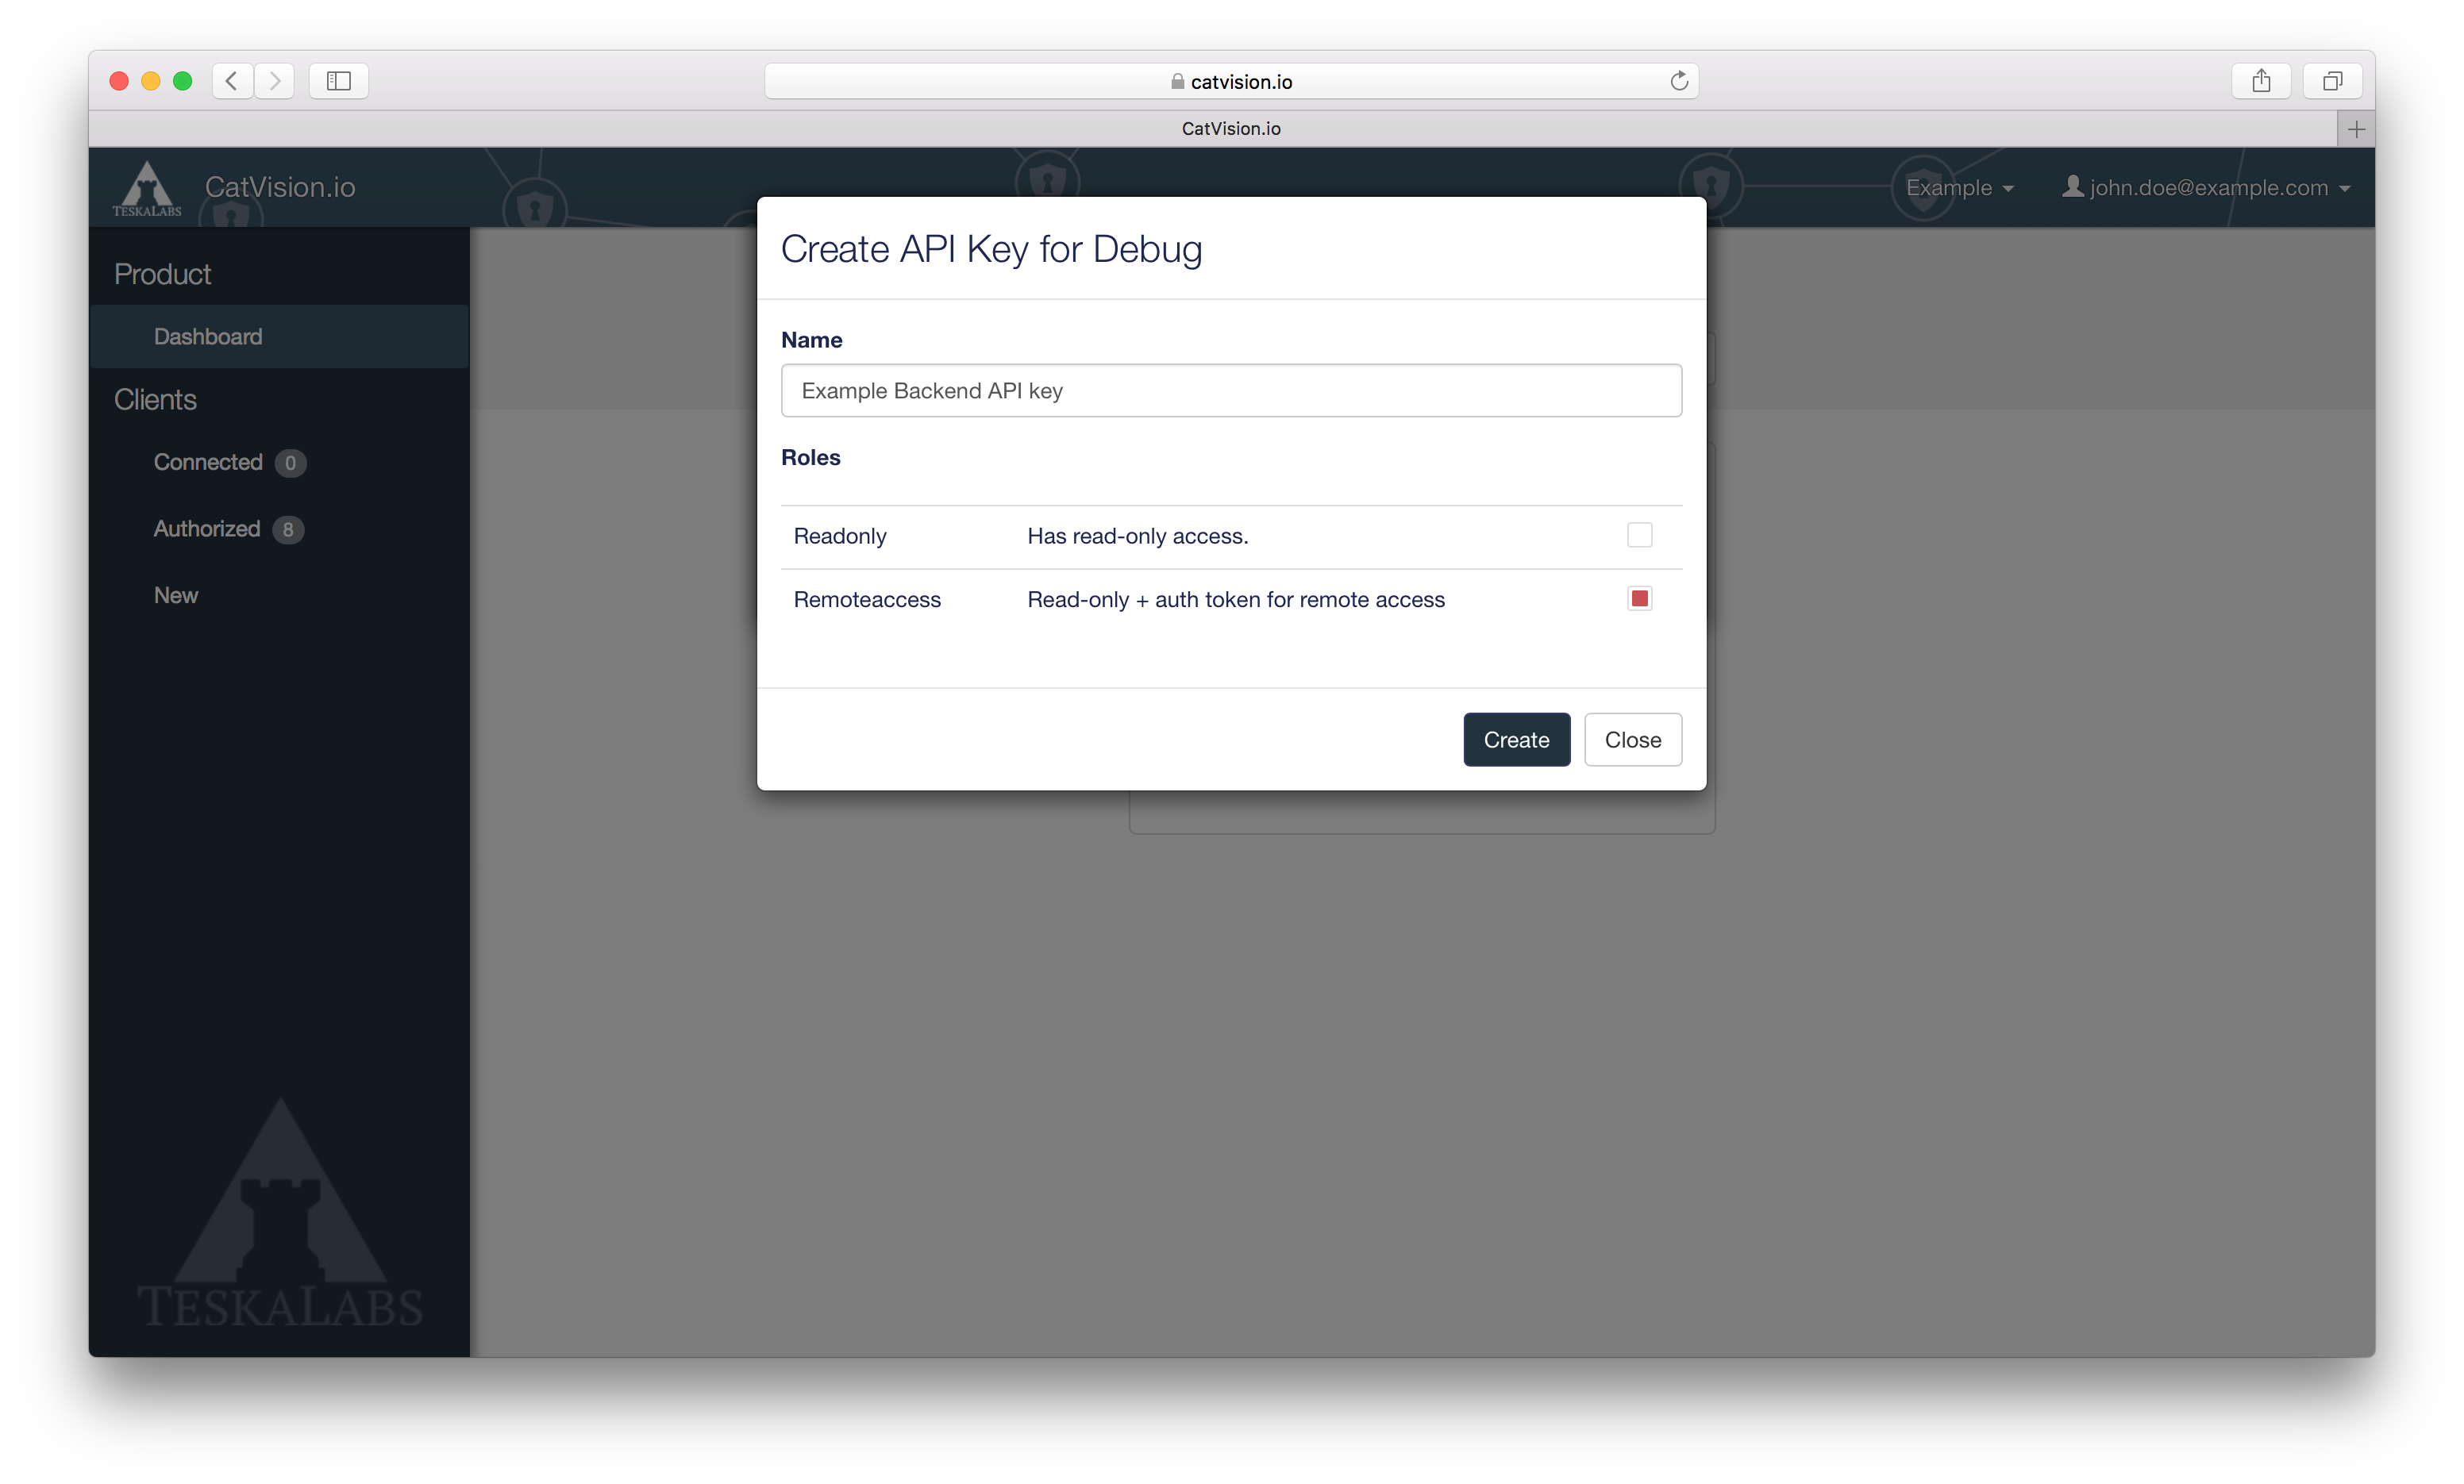 catvision.io
CatVision.io
TESKALABS
CatVision.io
Example
john.doe@example.com
Product
Dashboard
Clients
Connected 0
Authorized 8
New
TESKALABS
Create API Key for Debug
Name
Example Backend API key
Roles
Readonly Has read-only access.
Remoteaccess Read-only + auth token for remote access
Create Close